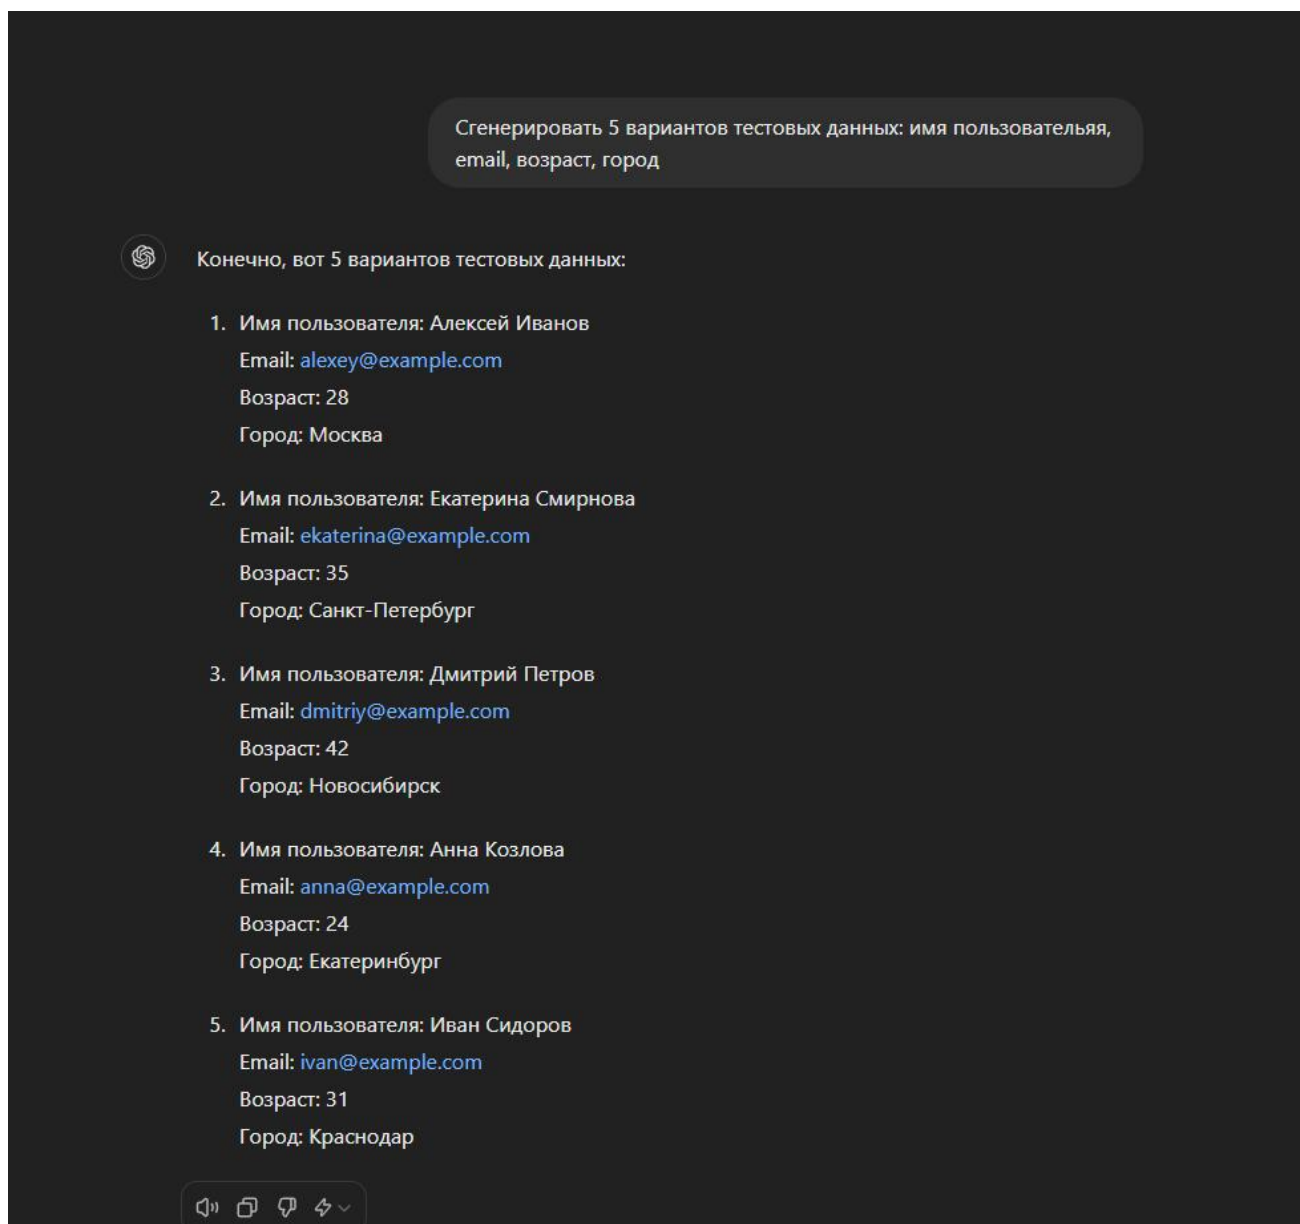 Сгенерировать 5 вариантов тестовых данных: имя пользовательяя,
email, возраст, город
Конечно, вот 5 вариантов тестовых данных:
1. Имя пользователя: Алексей Иванов
Email: alexey@example.com
Возраст: 28
Город: Москва
2. Имя пользователя: Екатерина Смирнова
Email: ekaterina@example.com
Возраст: 35
Город: Санкт-Петербург
3. Имя пользователя: Дмитрий Петров
Email: dmitriy@example.com
Возраст: 42
Город: Новосибирск
4. Имя пользователя: Анна Козлова
Email: anna@example.com
Возраст: 24
Город: Екатеринбург
5. Имя пользователя: Иван Сидоров
Email: ivan@example.com
Возраст: 31
Город: Краснодар